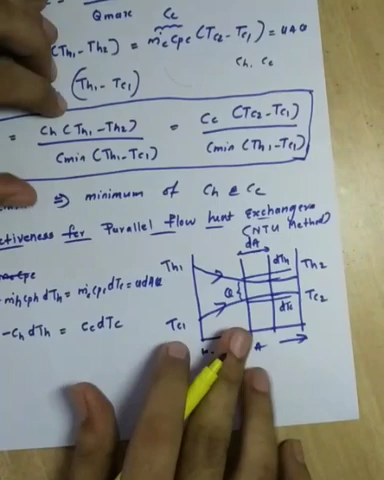 Qmax Cc
(Th1 - Th2) = ṁc Cpc (Tc2 - Tc1) = UAθ
(Th1 - Tc1) Ch, Cc
= Ch (Th1 - Th2) / Cmin (Th1 - Tc1) = Cc (Tc2 - Tc1) / Cmin (Th1 - Tc1)
⇒ minimum of Ch & Cc
ectiveness for Parallel Flow heat Exchangers
(NTU Method)
dA
Th1 dTh Th2
- ṁh Cph dTh = ṁc Cpc dTc = UdAθ
θ Tc2
- Ch dTh = Cc dTc
Tc1 dTc
A